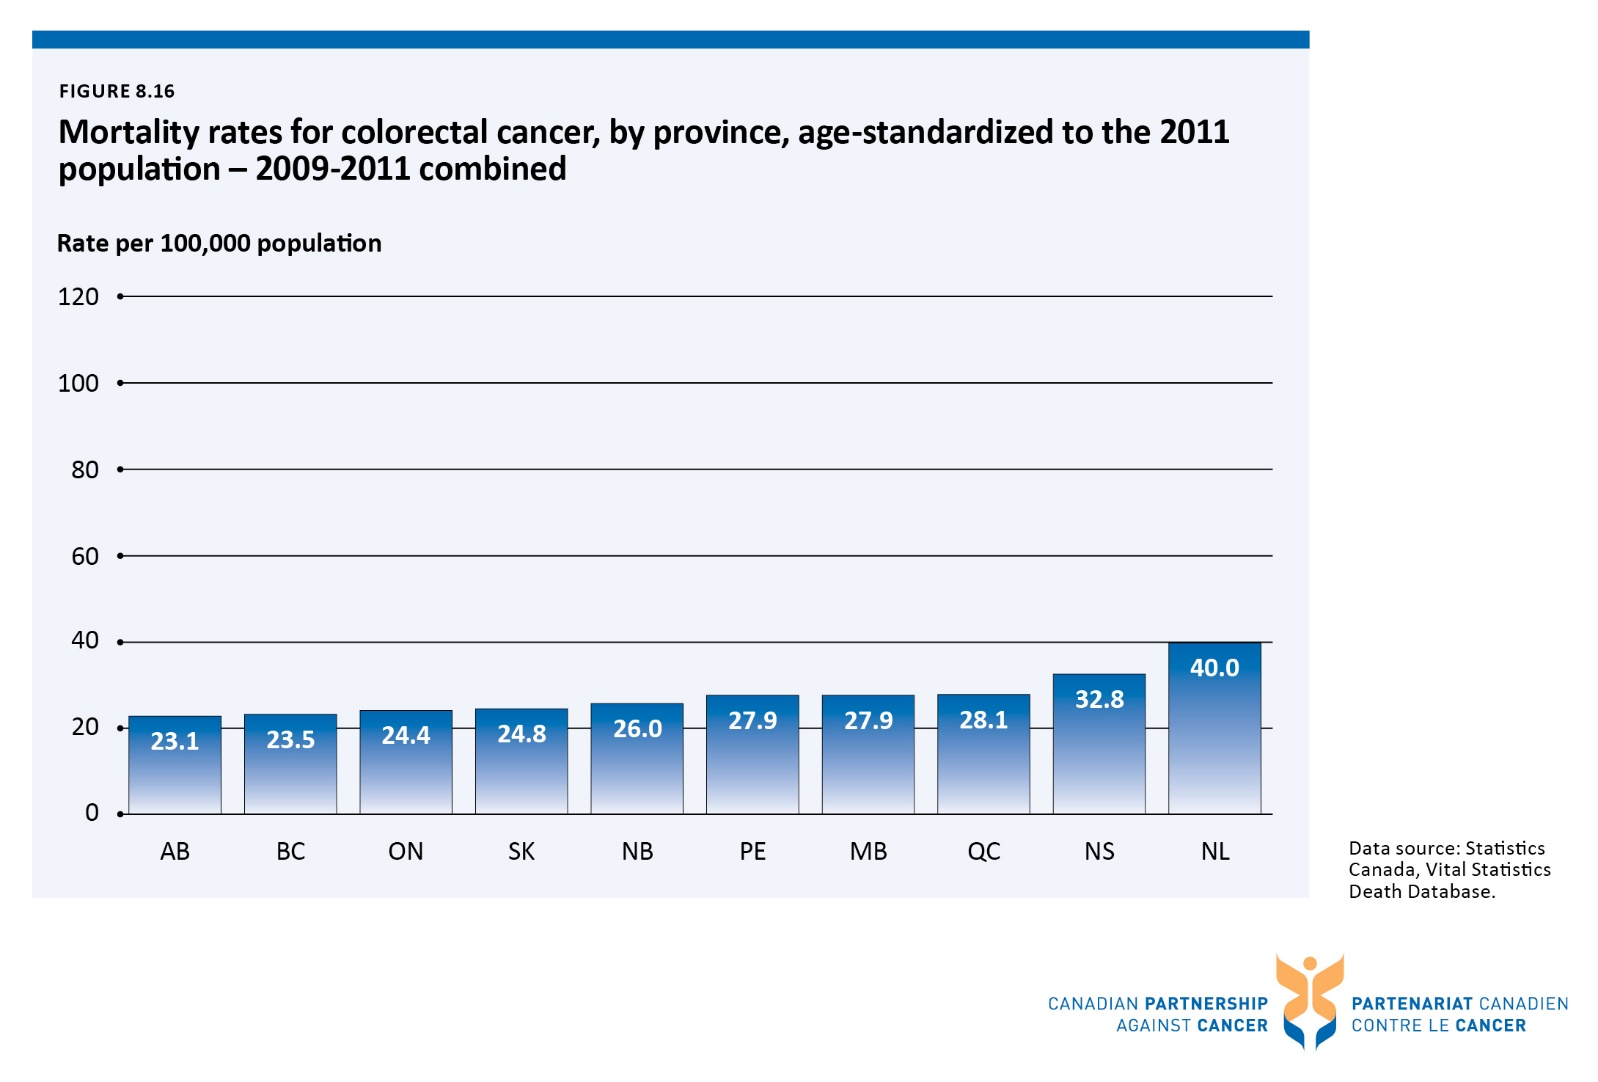 FIGURE 8.16
Mortality rates for colorectal cancer, by province, age-standardized to the 2011
population – 2009-2011 combined
Rate per 100,000 population
120
100
80
60
40
20
0
23.1
23.5
24.4
24.8
26.0
27.9
27.9
28.1
32.8
40.0
AB
BC
ON
SK
NB
PE
MB
QC
NS
NL
Data source: Statistics
Canada, Vital Statistics
Death Database.
CANADIAN PARTNERSHIP
AGAINST CANCER
PARTENARIAT CANADIEN
CONTRE LE CANCER